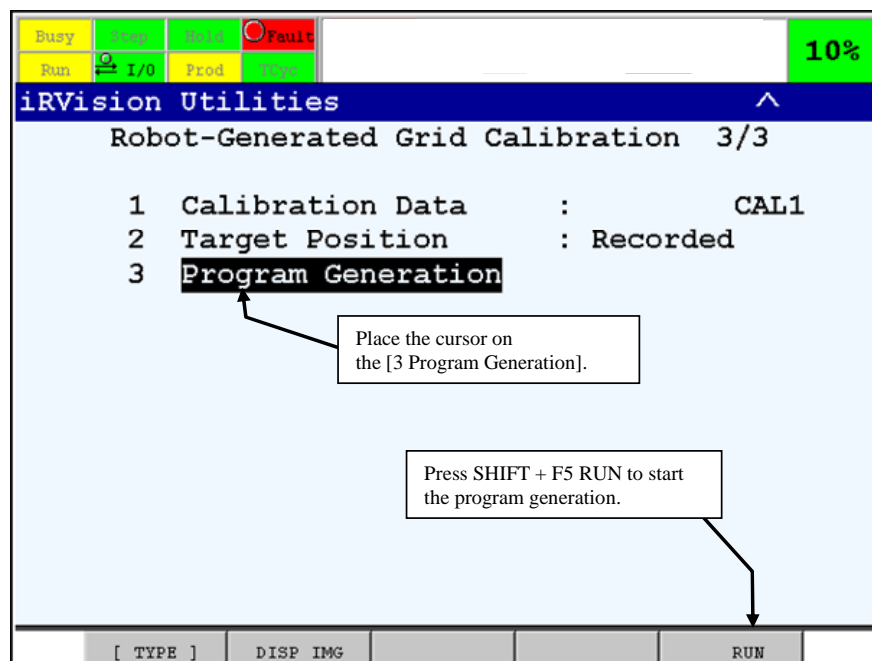 Busy Step Hold Fault
Run I/O Prod TCyc
10%
iRVision Utilities
Robot-Generated Grid Calibration 3/3
1 Calibration Data : CAL1
2 Target Position : Recorded
3 Program Generation
Place the cursor on
the [3 Program Generation].
Press SHIFT + F5 RUN to start
the program generation.
[ TYPE ] DISP IMG RUN